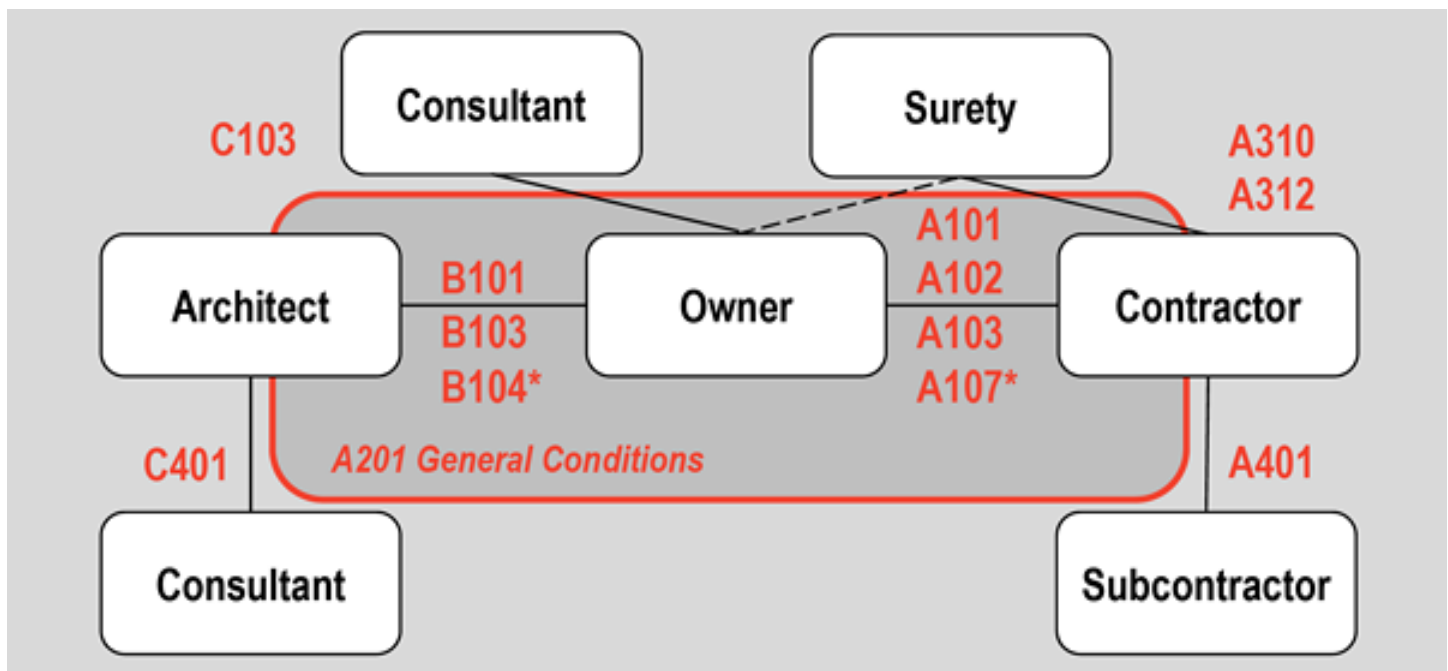 Consultant
Surety
C103
A310
A312
A101
Architect
B101
Owner
A102
Contractor
B103
A103
B104*
A107*
C401
A201 General Conditions
A401
Consultant
Subcontractor